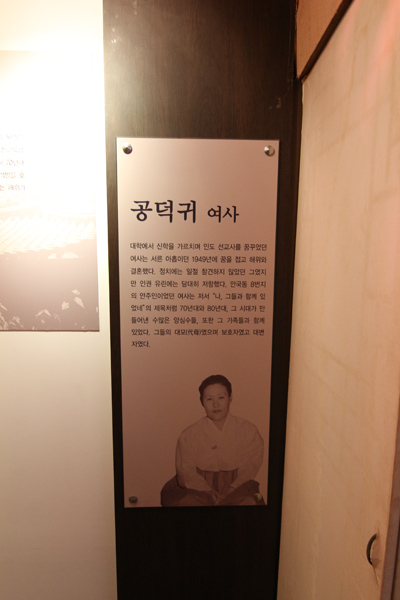 공덕귀 여사
대학에서 신학을 가르치며 인도 선교사를 꿈꾸었던
여사는 서른 아홉이던 1949년에 꿈을 접고 해위와
결혼했다. 정치에는 일절 참견하지 않았던 그였지
만 인권 유린에는 담대히 저항했다. 안국동 8번지
의 안주인이었던 여사는 저서 "나, 그들과 함께 있
었네"의 제목처럼 70년대와 80년대, 그 시대가 만
들어낸 수많은 양심수들, 또한 그 가족들과 함께
있었다. 그들의 대모(代母)였으며 보호자였고 대변
자였다.